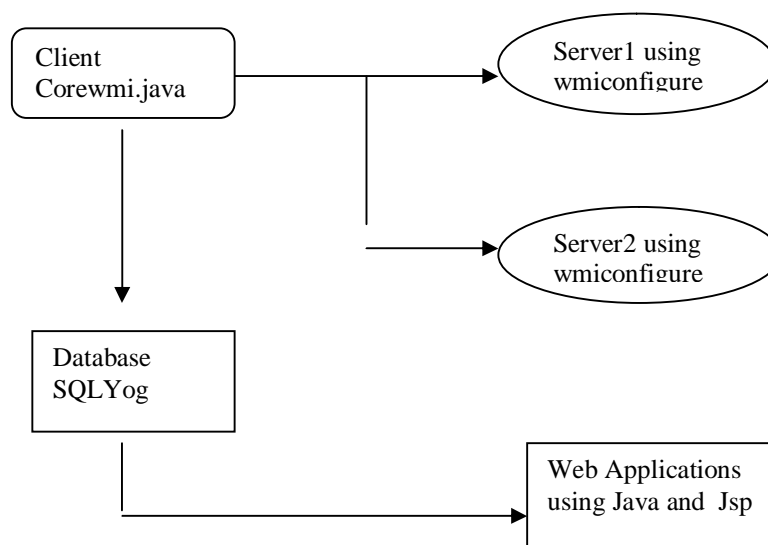 Client
Corewmi.java
Server1 using
wmiconfigure
Server2 using
wmiconfigure
Database
SQLYog
Web Applications
using Java and Jsp